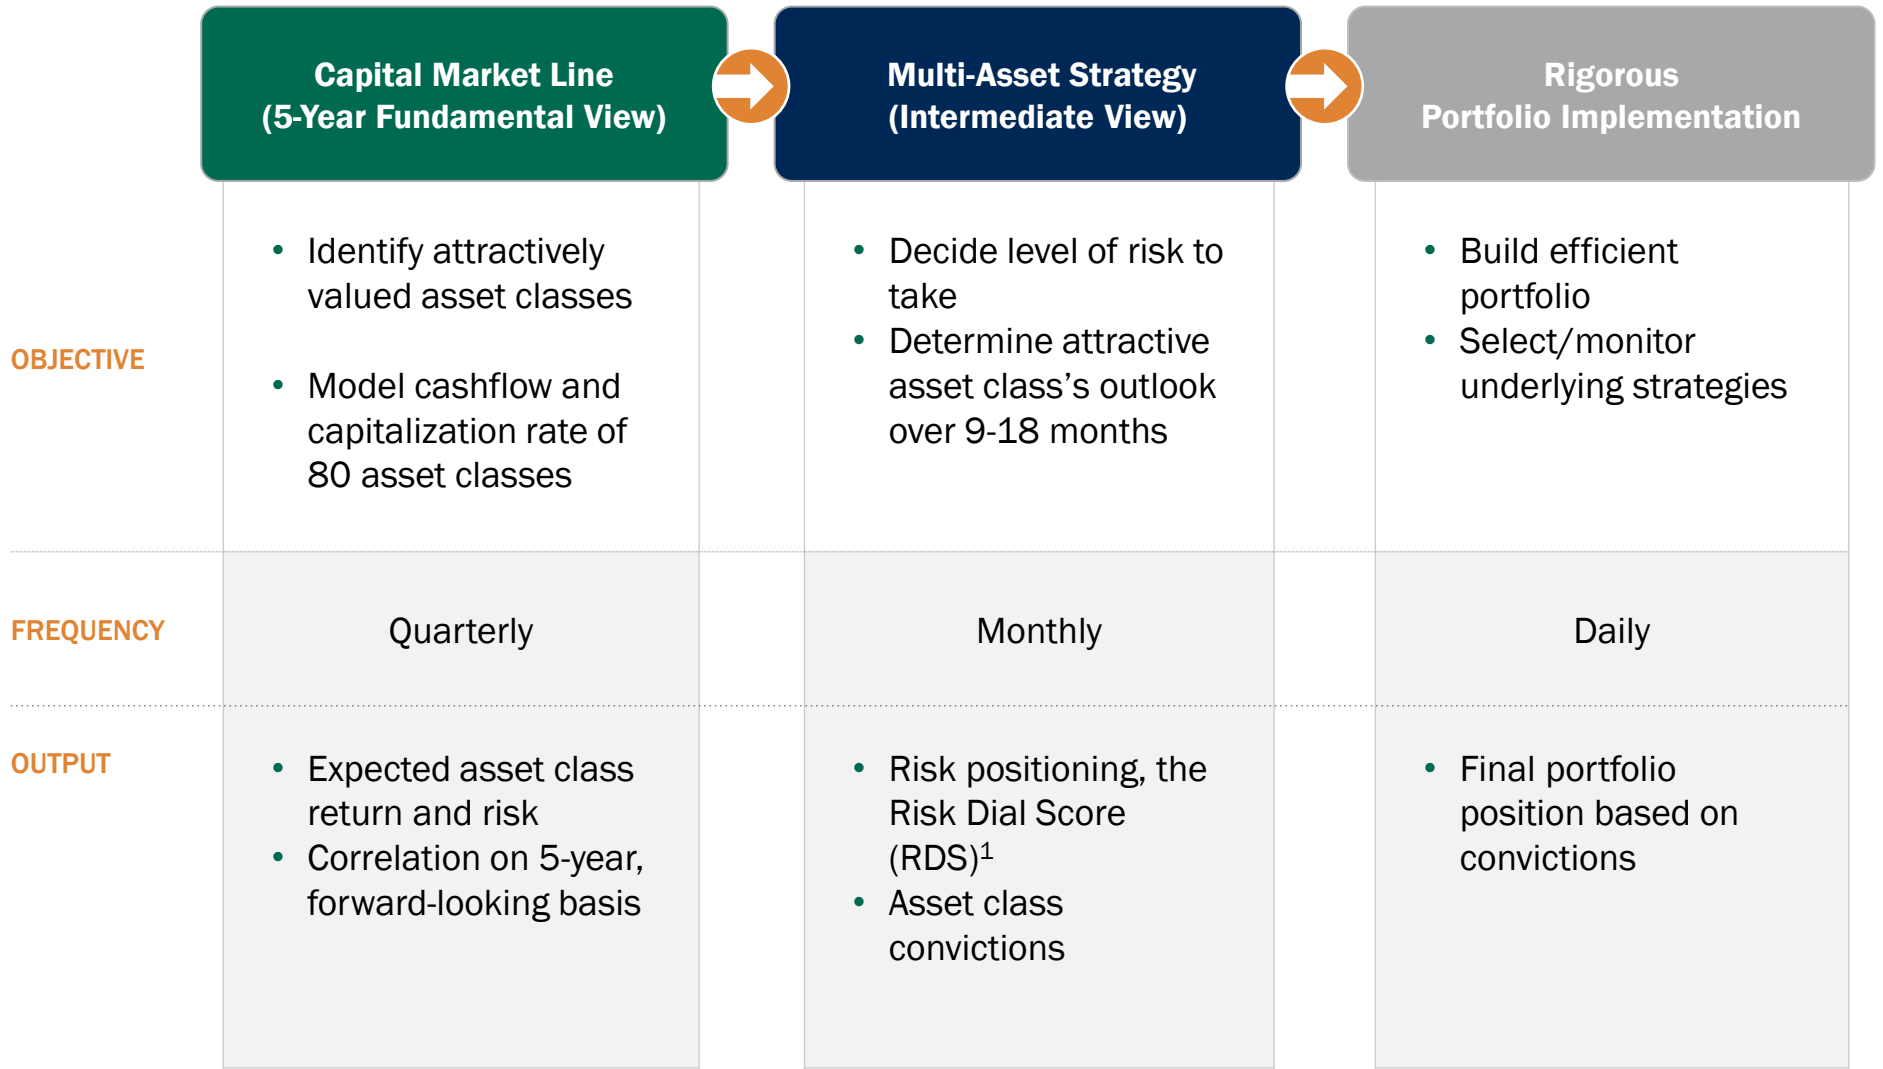 Capital Market Line
(5-Year Fundamental View)
Multi-Asset Strategy
(Intermediate View)
Rigorous
Portfolio Implementation
OBJECTIVE
• Identify attractively
valued asset classes
• Model cashflow and
capitalization rate of
80 asset classes
• Decide level of risk to
take
• Determine attractive
asset class’s outlook
over 9-18 months
• Build efficient
portfolio
• Select/monitor
underlying strategies
FREQUENCY
Quarterly
Monthly
Daily
OUTPUT
• Expected asset class
return and risk
• Correlation on 5-year,
forward-looking basis
• Risk positioning, the
Risk Dial Score
(RDS)1
• Asset class
convictions
• Final portfolio
position based on
convictions